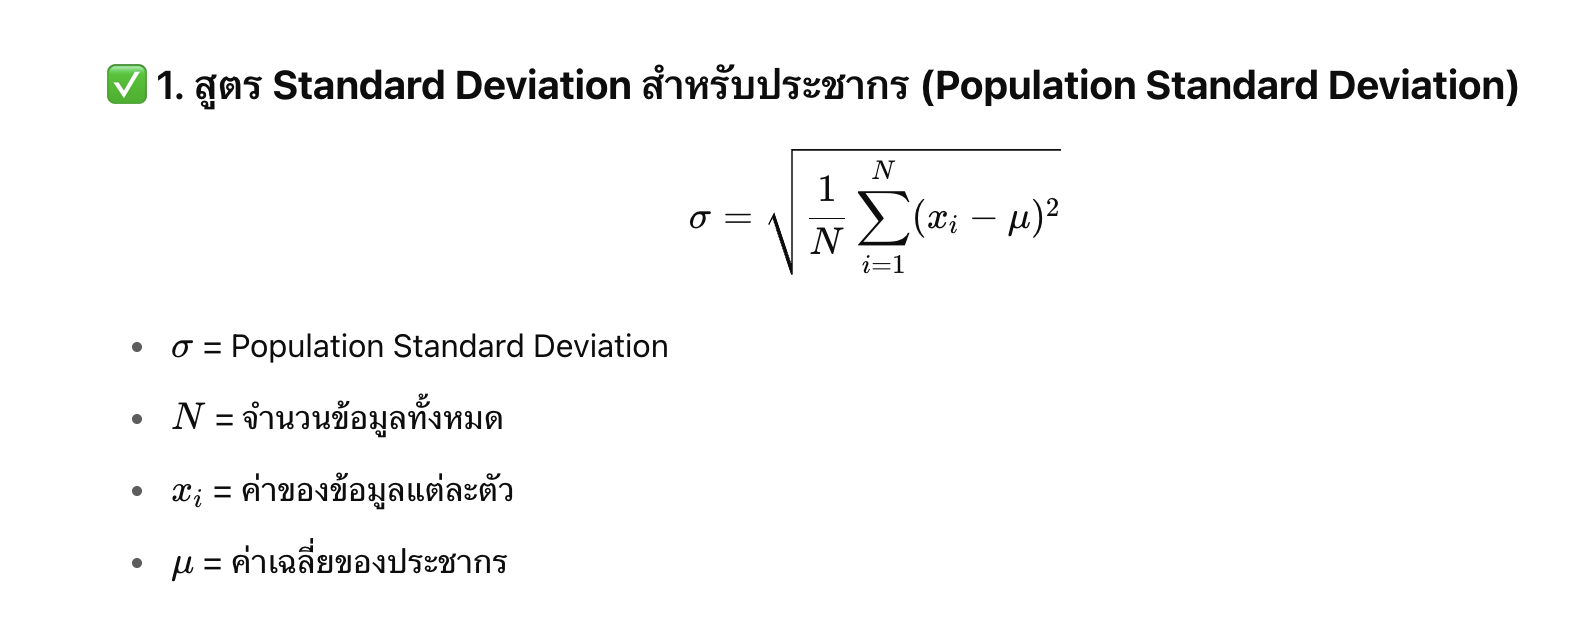 ✅ 1. สูตร Standard Deviation สำหรับประชากร (Population Standard Deviation)
σ = √(1/N ∑_{i=1}^{N} (x_i − μ)²)
• σ = Population Standard Deviation
• N = จำนวนข้อมูลทั้งหมด
• x_i = ค่าของข้อมูลแต่ละตัว
• μ = ค่าเฉลี่ยของประชากร